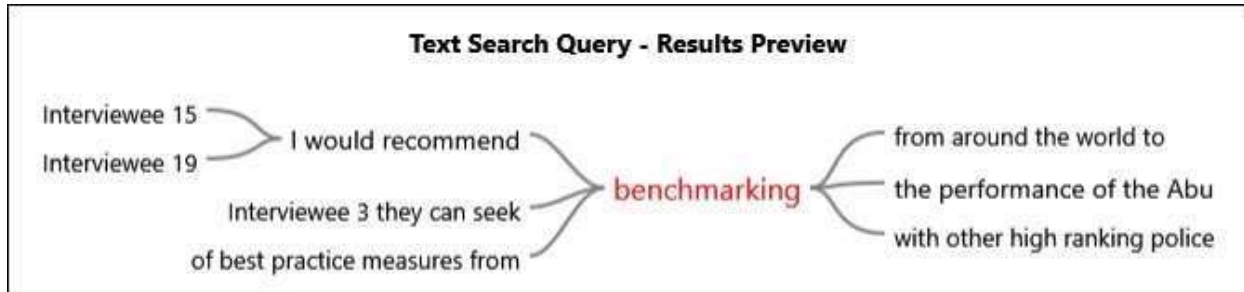 Text Search Query - Results Preview
Interviewee 15
Interviewee 19
I would recommend
Interviewee 3 they can seek
of best practice measures from
benchmarking
from around the world to
the performance of the Abu
with other high ranking police